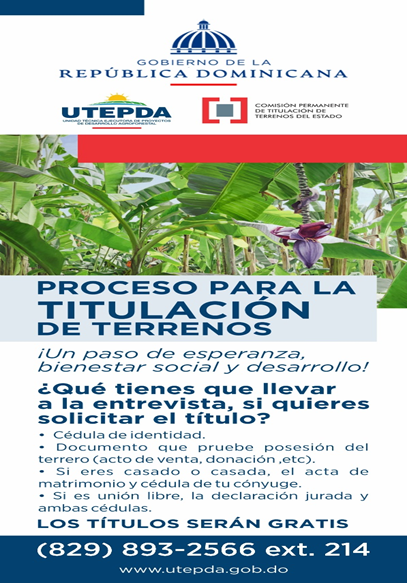 GOBIERNO DE LA
REPÚBLICA DOMINICANA
UTEPDA
UNIDAD TÉCNICA EJECUTORA DE PROYECTOS
DE DESARROLLO AGROFORESTAL
COMISIÓN PERMANENTE
DE TITULACIÓN DE
TERRENOS DEL ESTADO
PROCESO PARA LA
TITULACIÓN
DE TERRENOS
¡Un paso de esperanza,
bienestar social y desarrollo!
¿Qué tienes que llevar
a la entrevista, si quieres
solicitar el título?
• Cédula de identidad.
• Documento que pruebe posesión del
terrero (acto de venta, donación ,etc).
• Si eres casado o casada, el acta de
matrimonio y cédula de tu cónyuge.
• Si es unión libre, la declaración jurada y
ambas cédulas.
LOS TÍTULOS SERÁN GRATIS
(829) 893-2566 ext. 214
www.utepda.gob.do